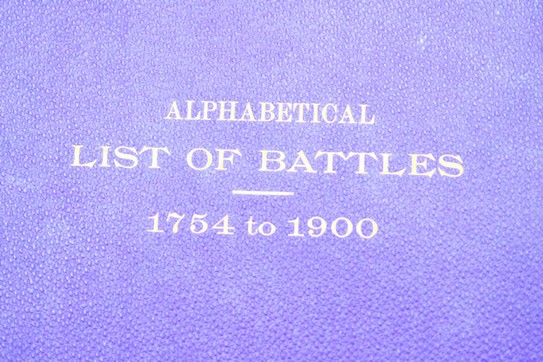 ALPHABETICAL
LIST OF BATTLES
1754 to 1900